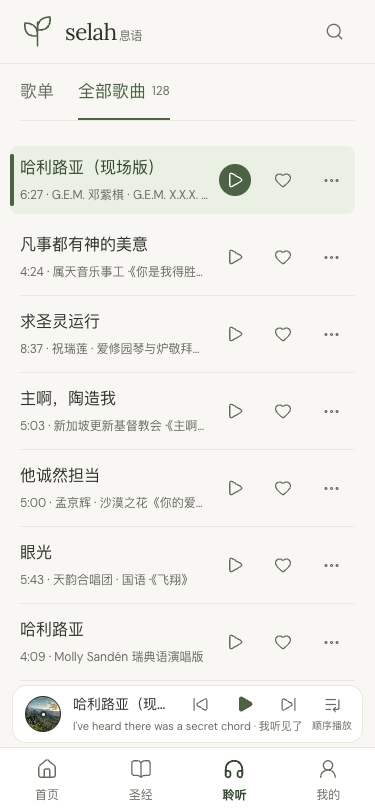 selah 息语
歌单 全部歌曲 128
哈利路亚（现场版）
6:27 · G.E.M. 邓紫棋 · G.E.M. X.X.X. ...
凡事都有神的美意
4:24 · 属天音乐事工《你是我得胜...
求圣灵运行
8:37 · 祝瑞莲 · 爱修园琴与炉敬拜...
主啊，陶造我
5:03 · 新加坡更新基督教会《主啊...
他诚然担当
5:00 · 孟京辉 · 沙漠之花《你的爱...
眼光
5:43 · 天韵合唱团 · 国语《飞翔》
哈利路亚
4:09 · Molly Sandén 瑞典语演唱版
哈利路亚（现...
I've heard there was a secret chord · 我听见了 顺序播放
首页 圣经 聆听 我的